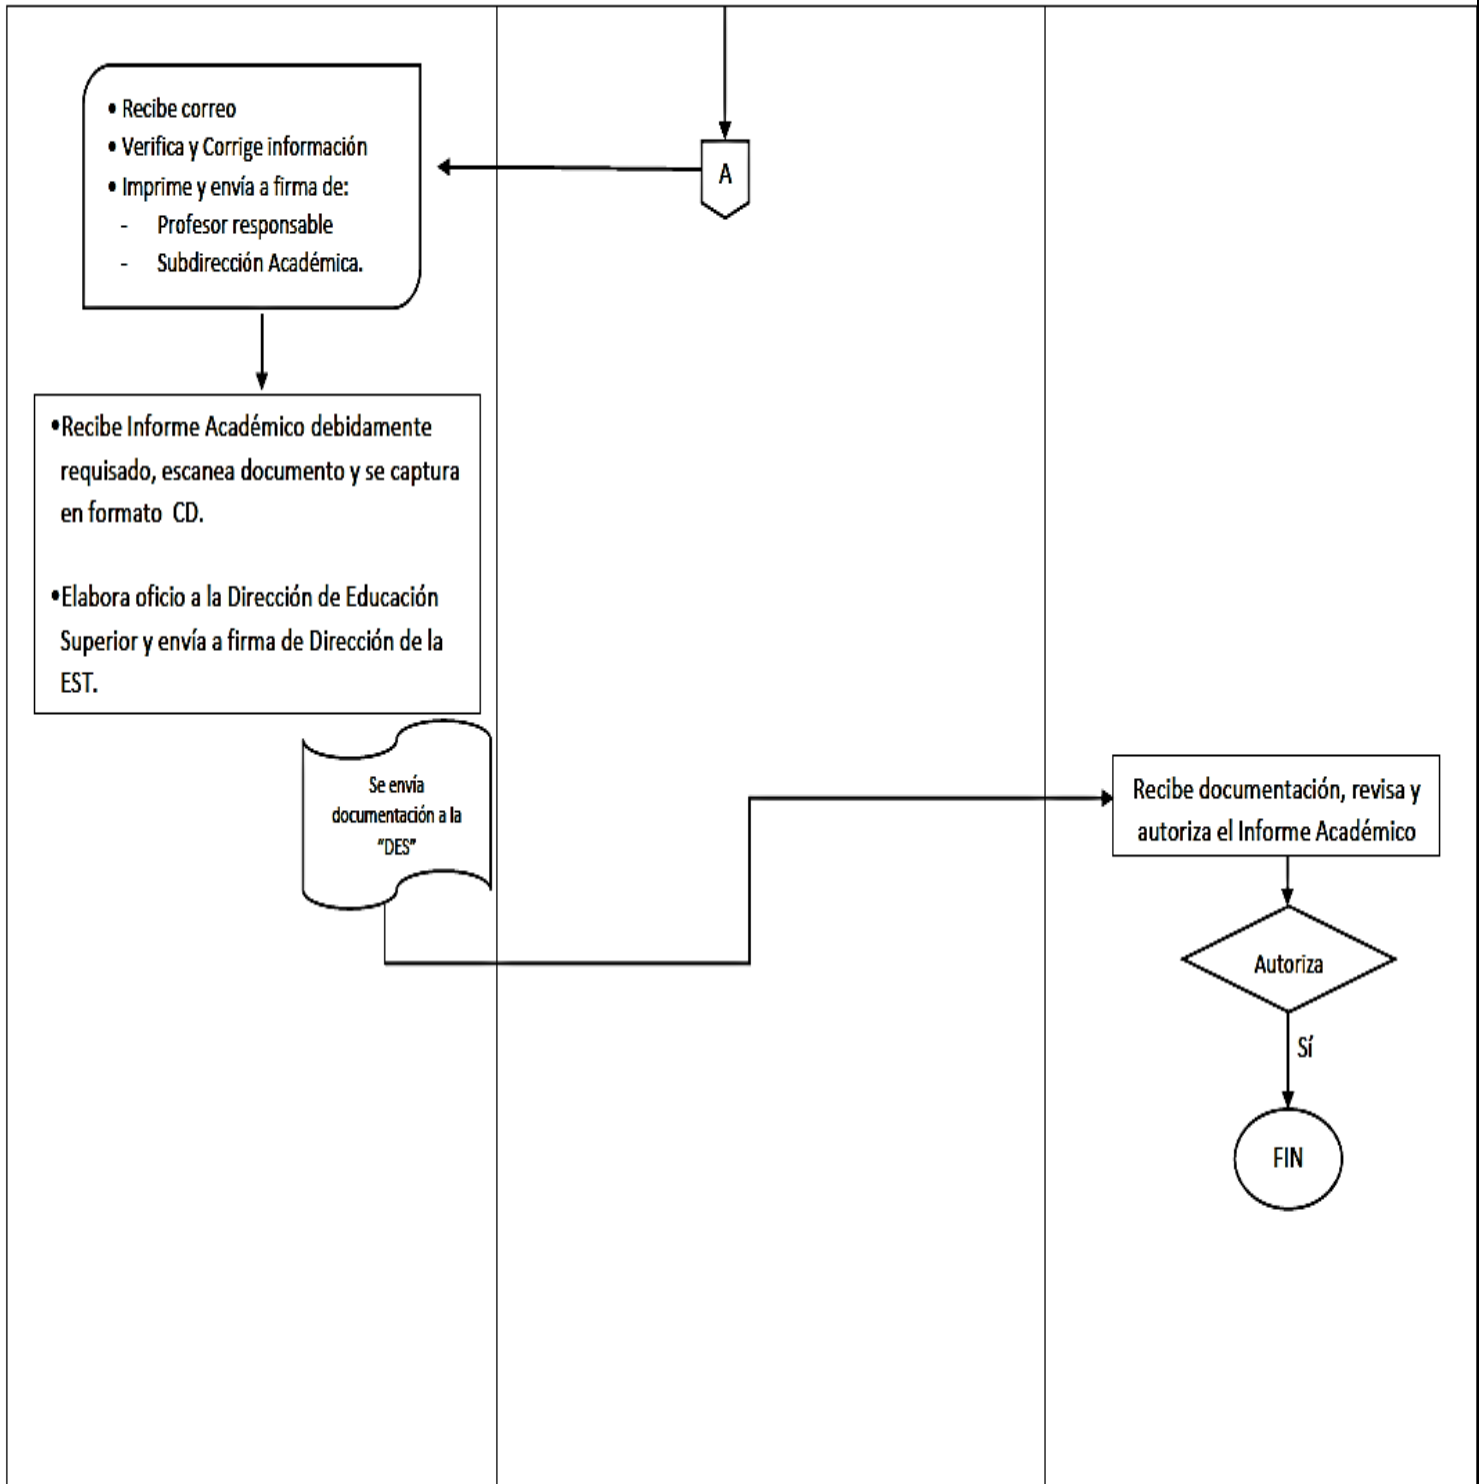 • Recibe correo
• Verifica y Corrige información
• Imprime y envía a firma de:
- Profesor responsable
- Subdirección Académica.
A
•Recibe Informe Académico debidamente
requisado, escanea documento y se captura
en formato CD.
•Elabora oficio a la Dirección de Educación
Superior y envía a firma de Dirección de la
EST.
Se envía
documentación a la
"DES"
Recibe documentación, revisa y
autoriza el Informe Académico
Autoriza
Sí
FIN